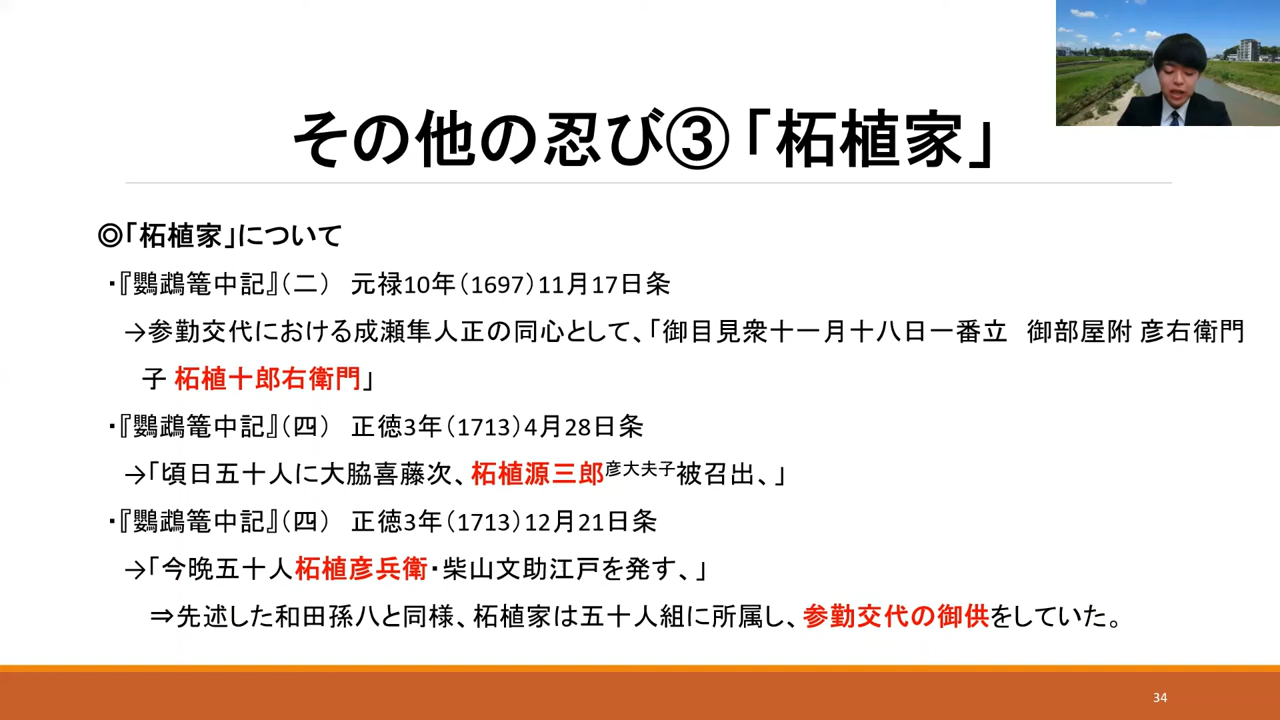 その他の忍び③「柘植家」
◎「柘植家」について
・『鸚鵡篭中記』（二）　元禄10年（1697）11月17日条
→参勤交代における成瀬隼人正の同心として、「御目見衆十一月十八日一番立　御部屋附 彦右衛門
子 柘植十郎右衛門」
・『鸚鵡篭中記』（四）　正徳3年（1713）4月28日条
→「頃日五十人に大脇喜藤次、柘植源三郎彦大夫子被召出、」
・『鸚鵡篭中記』（四）　正徳3年（1713）12月21日条
→「今晩五十人柘植彦兵衛・柴山文助江戸を発す、」
⇒先述した和田孫八と同様、柘植家は五十人組に所属し、参勤交代の御供をしていた。
34